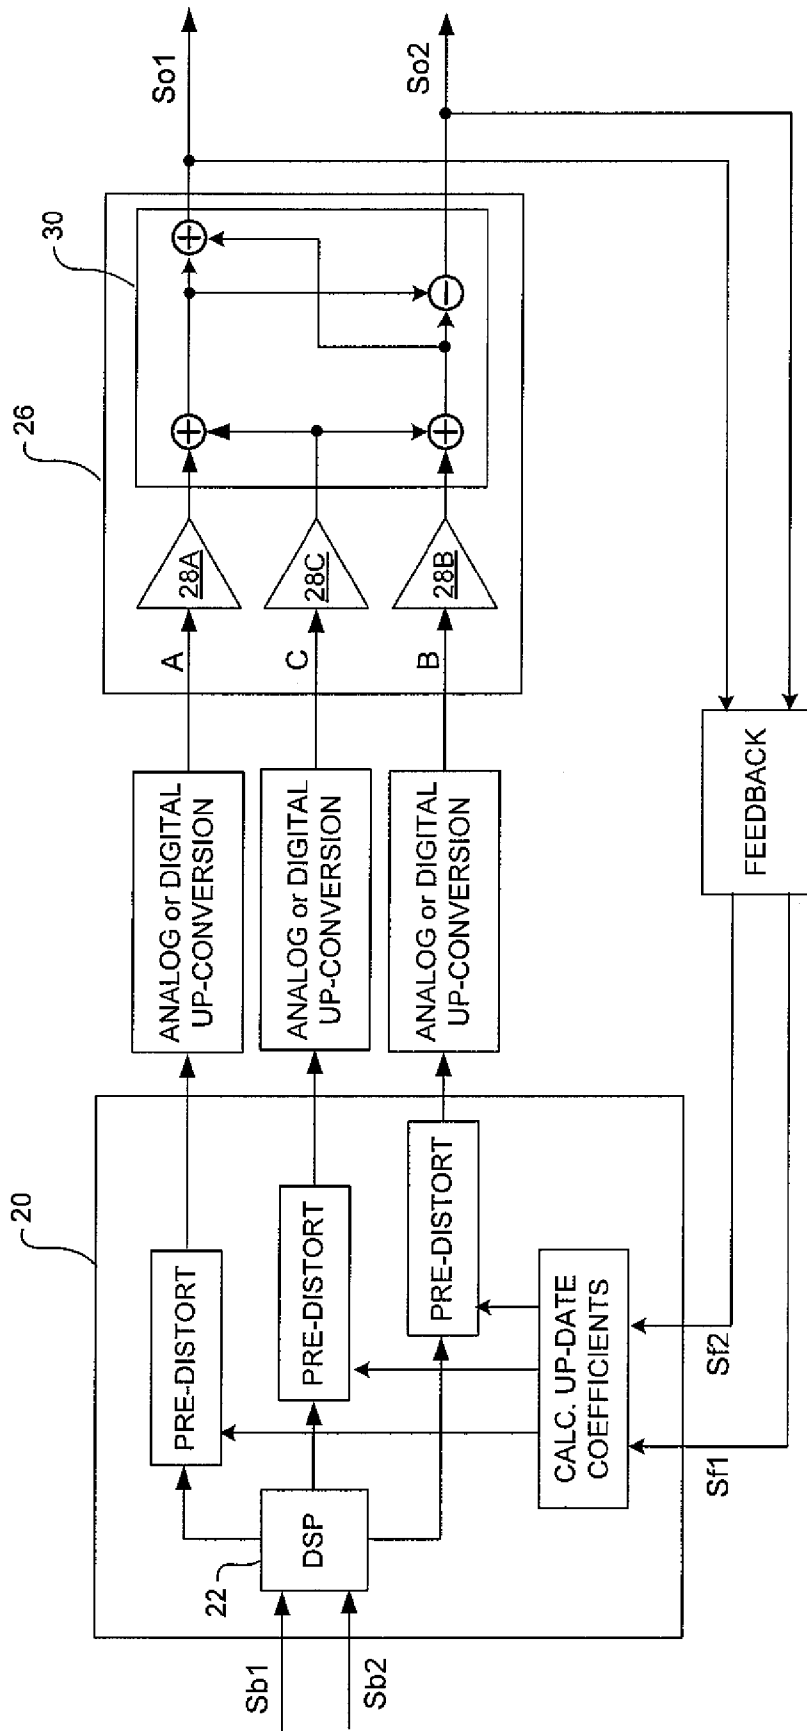 Sb1
Sb2
20
22
DSP
PRE-DISTORT
PRE-DISTORT
PRE-DISTORT
CALC. UP-DATE
COEFFICIENTS
Sf1
Sf2
ANALOG or DIGITAL
UP-CONVERSION
ANALOG or DIGITAL
UP-CONVERSION
ANALOG or DIGITAL
UP-CONVERSION
FEEDBACK
26
A
C
B
28A
28C
28B
30
+
+
+
−
So1
So2